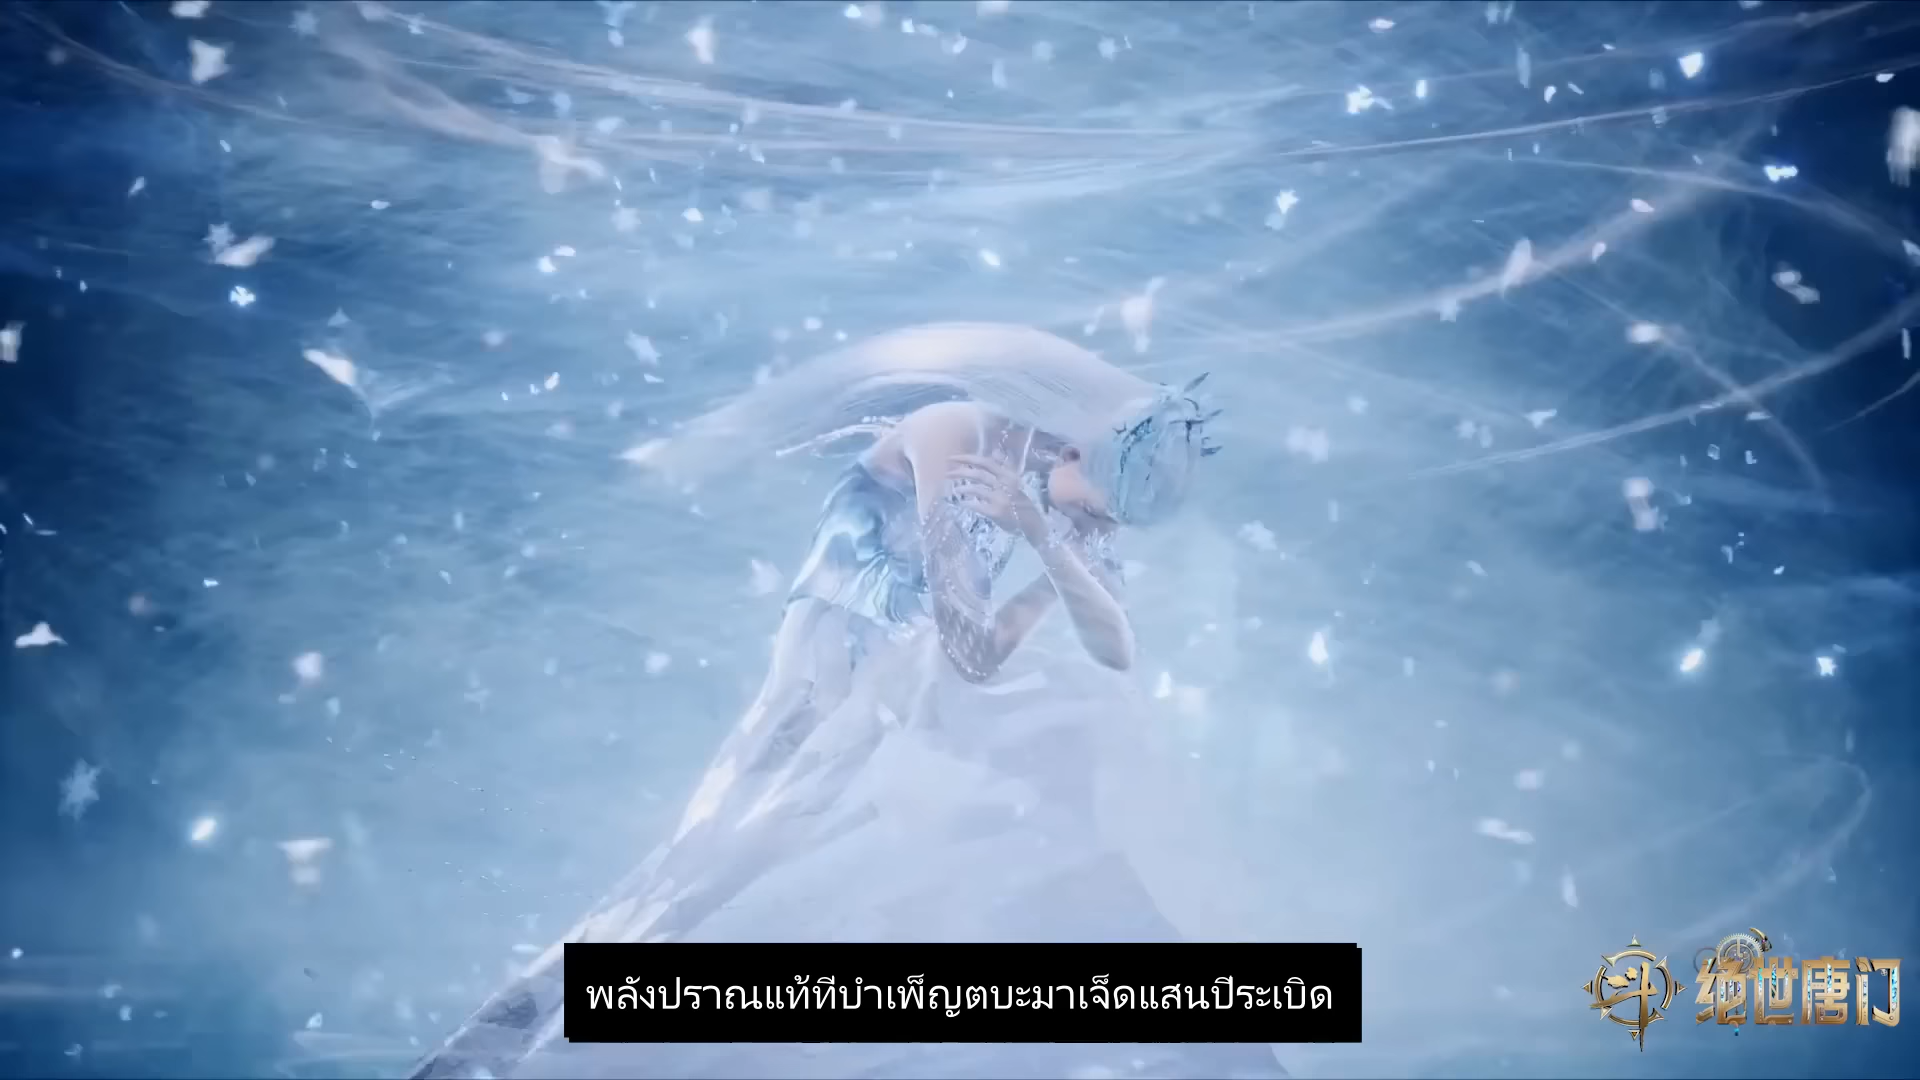 พลังปราณแท้ที่บำเพ็ญตบะมาเจ็ดแสนปีระเบิด
斗
绝世唐门